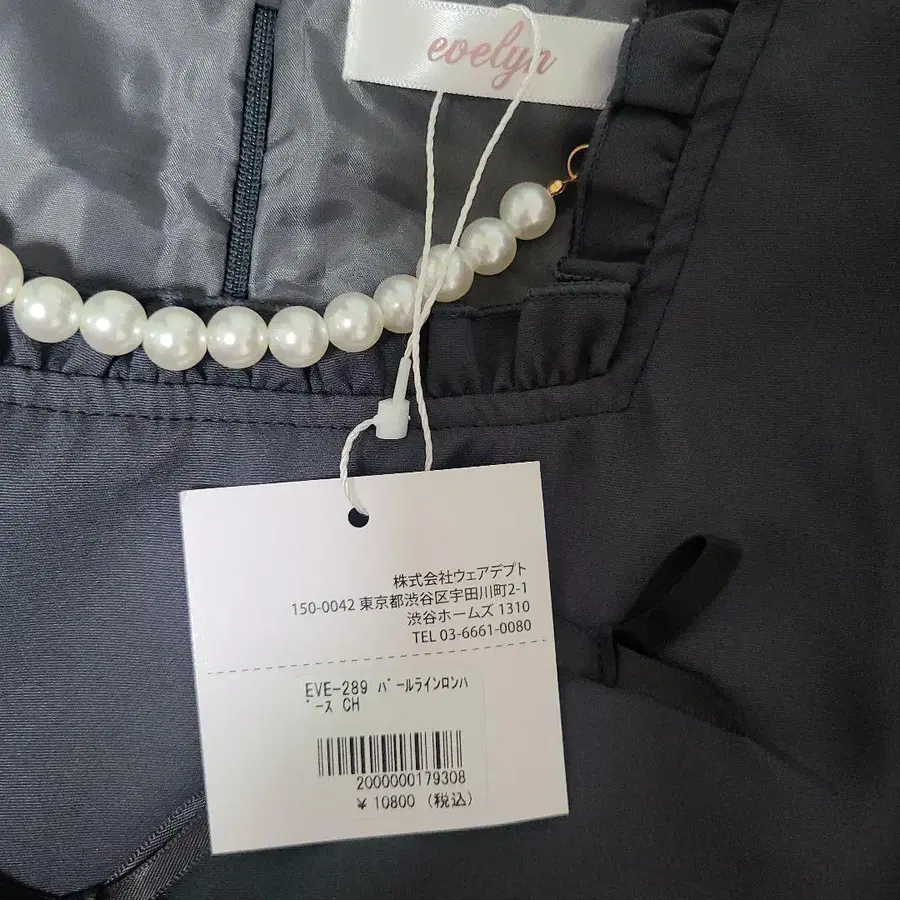 evelyn
株式会社ウェアデプト
150-0042 東京都渋谷区宇田川町2-1
渋谷ホームズ 1310
TEL 03-6661-0080
EVE-289 ﾊﾟｰﾙﾗｲﾝﾛﾝﾊ
ﾟｰｽ CH
2000000179308
¥ 10800 (税込)